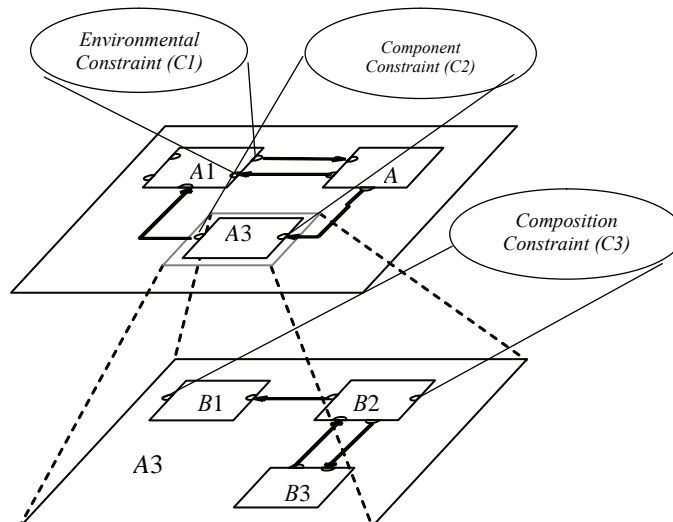 Environmental
Constraint (C1)
Component
Constraint (C2)
A1
A
A3
Composition
Constraint (C3)
B1
B2
A3
B3